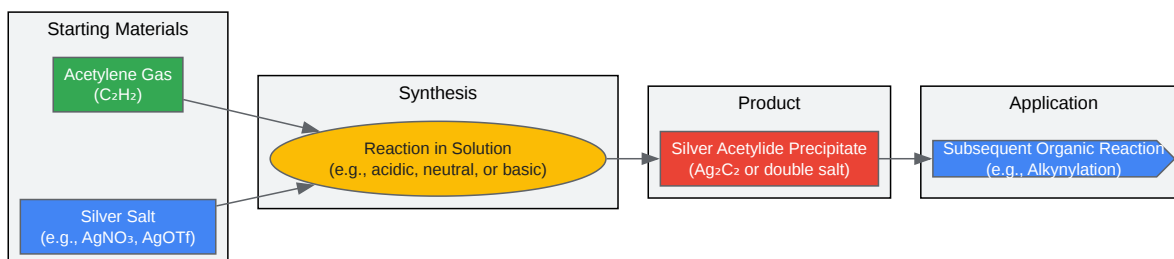 Starting Materials
Acetylene Gas
(C₂H₂)
Silver Salt
(e.g., AgNO₃, AgOTf)
Synthesis
Reaction in Solution
(e.g., acidic, neutral, or basic)
Product
Silver Acetylide Precipitate
(Ag₂C₂ or double salt)
Application
Subsequent Organic Reaction
(e.g., Alkynylation)